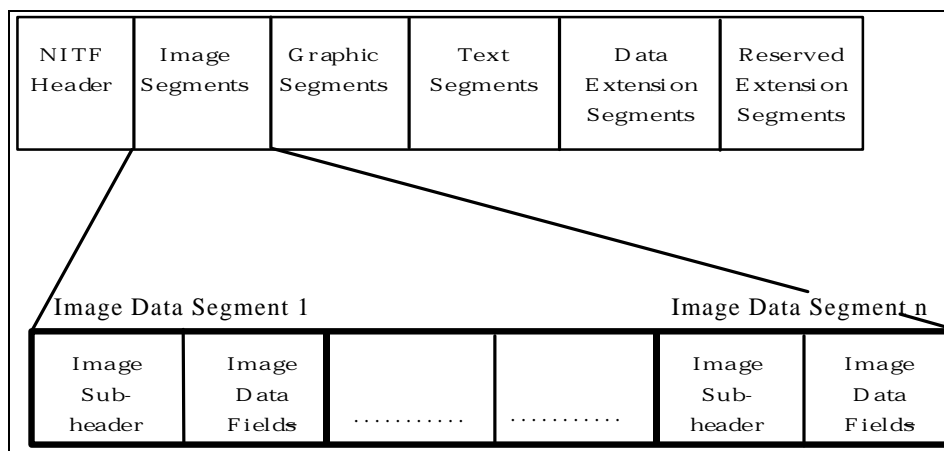 NITF Header
Image Segments
Graphic Segments
Text Segments
Data Extension Segments
Reserved Extension Segments
Image Data Segment 1
Image Data Segment n
Image Sub-header
Image Data Fields
...........
...........
Image Sub-header
Image Data Fields